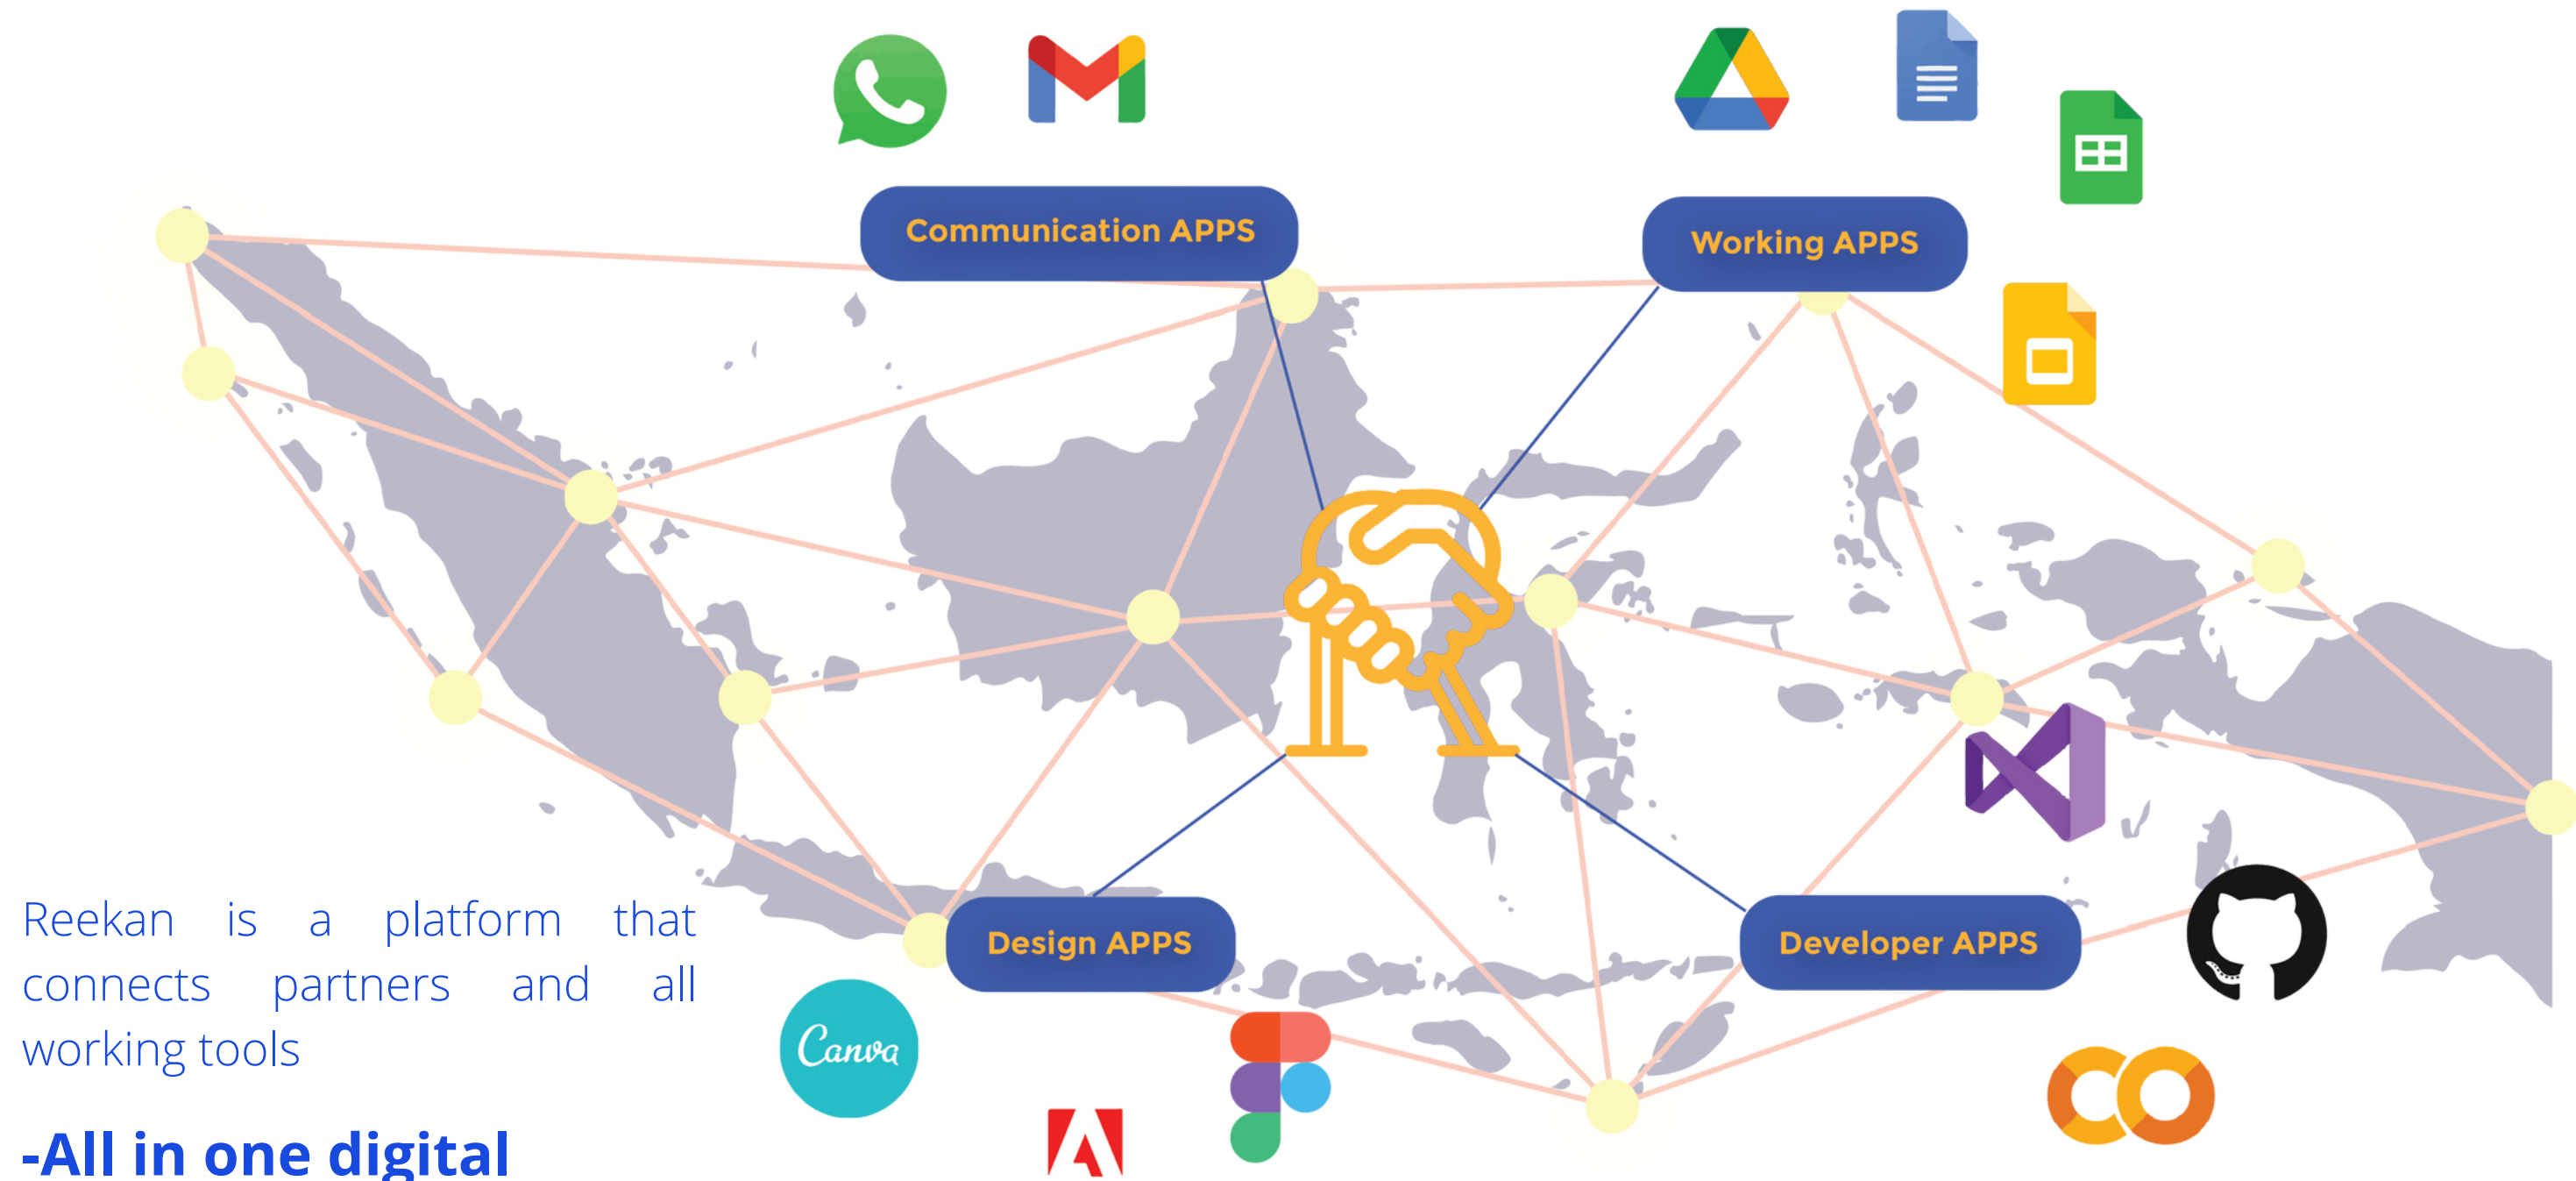 Communication APPS
Working APPS
Reekan is a platform that
connects partners and all
working tools
-All in one digital
Design APPS
Developer APPS
Canva